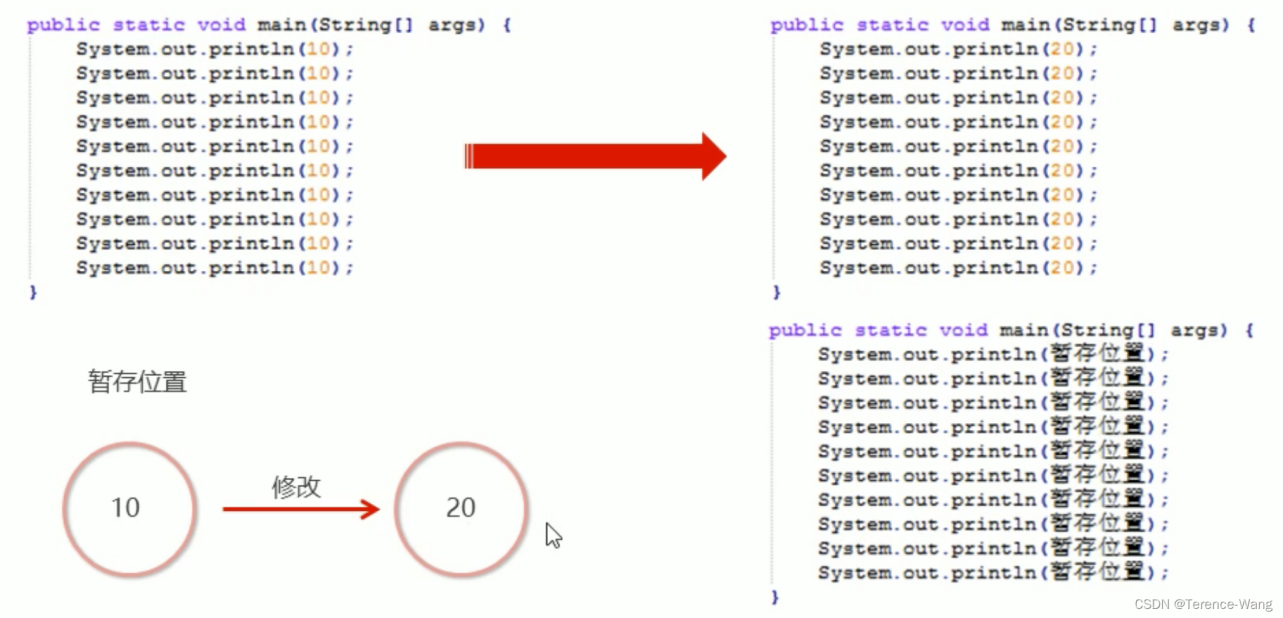 public static void main(String[] args) {
    System.out.println(10);
    System.out.println(10);
    System.out.println(10);
    System.out.println(10);
    System.out.println(10);
    System.out.println(10);
    System.out.println(10);
    System.out.println(10);
    System.out.println(10);
    System.out.println(10);
}
public static void main(String[] args) {
    System.out.println(20);
    System.out.println(20);
    System.out.println(20);
    System.out.println(20);
    System.out.println(20);
    System.out.println(20);
    System.out.println(20);
    System.out.println(20);
    System.out.println(20);
    System.out.println(20);
}
暂存位置
10
修改
20
public static void main(String[] args) {
    System.out.println(暂存位置);
    System.out.println(暂存位置);
    System.out.println(暂存位置);
    System.out.println(暂存位置);
    System.out.println(暂存位置);
    System.out.println(暂存位置);
    System.out.println(暂存位置);
    System.out.println(暂存位置);
    System.out.println(暂存位置);
    System.out.println(暂存位置);
}
CSDN @Terence-Wang